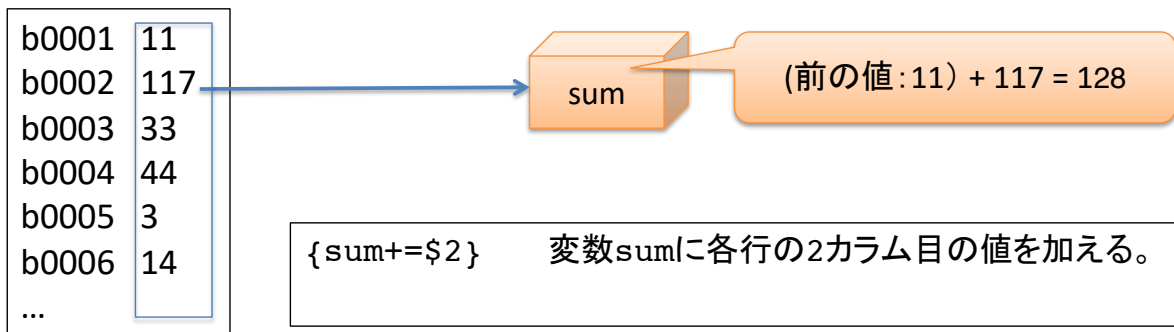 b0001 11
b0002 117
b0003 33
b0004 44
b0005 3
b0006 14
…
sum
(前の値：11） + 117 = 128
{sum+=$2} 変数sumに各行の2カラム目の値を加える。